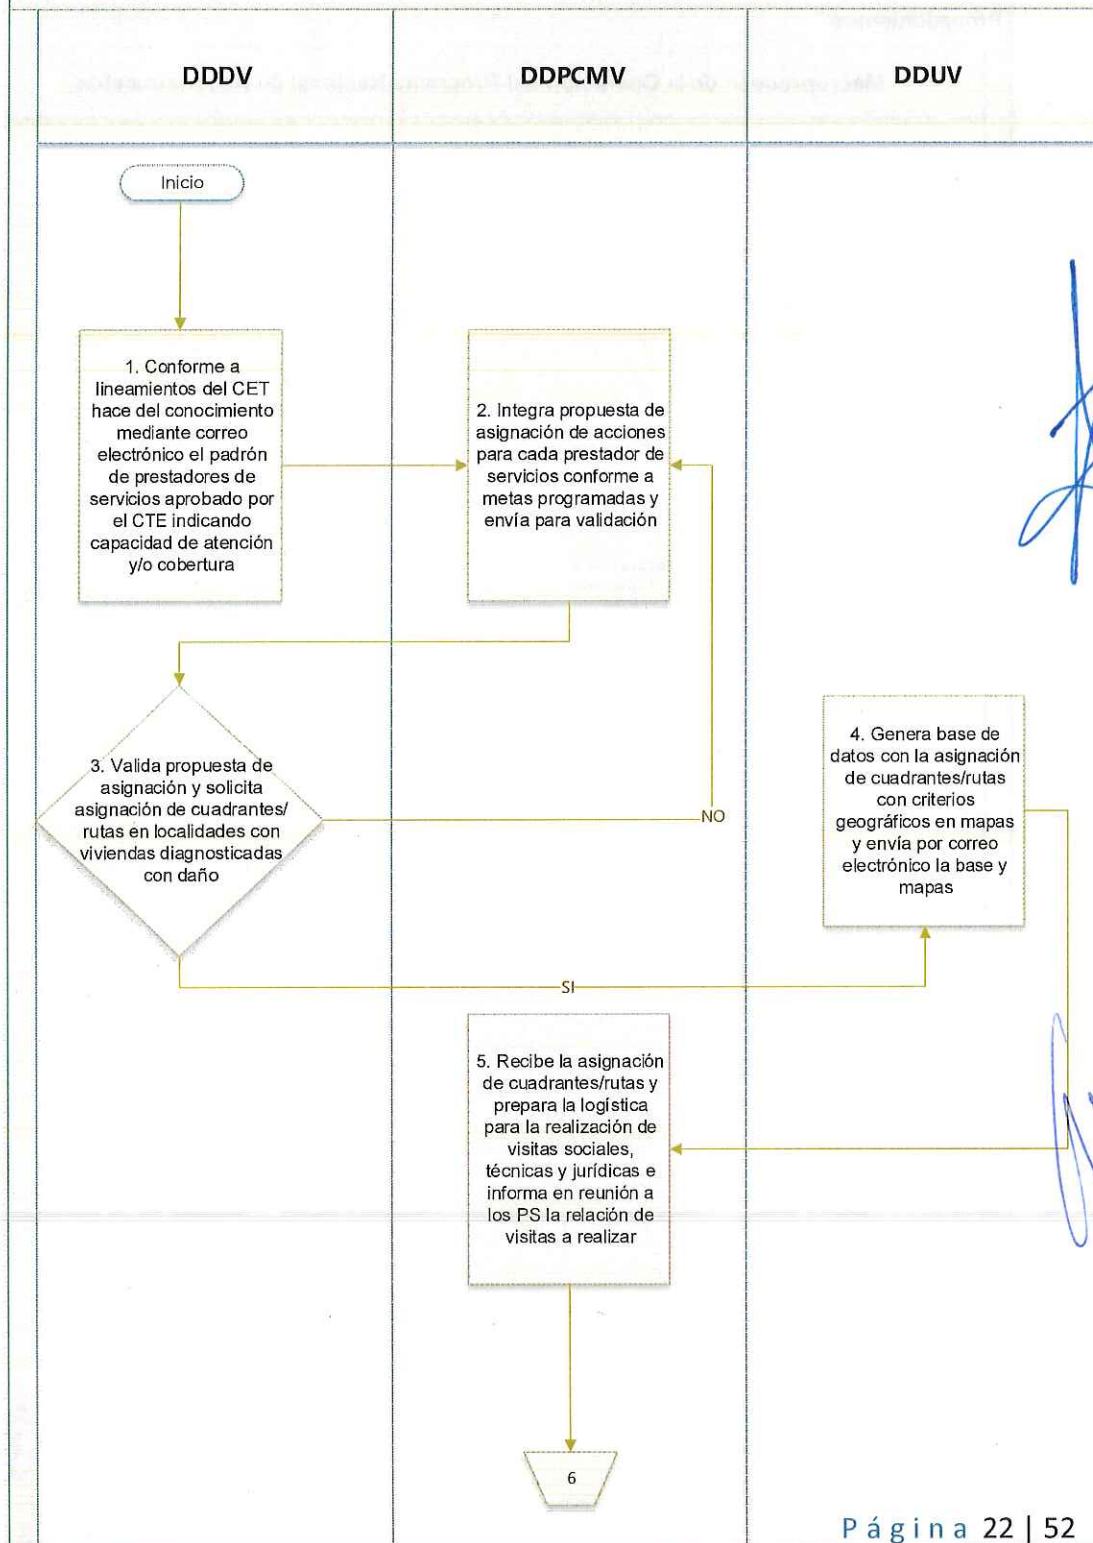 DDDV
DDPCMV
DDUV
Inicio
1. Conforme a
lineamientos del CET
hace del conocimiento
mediante correo
electrónico el padrón
de prestadores de
servicios aprobado por
el CTE indicando
capacidad de atención
y/o cobertura
2. Integra propuesta de
asignación de acciones
para cada prestador de
servicios conforme a
metas programadas y
envía para validación
3. Valida propuesta de
asignación y solicita
asignación de cuadrantes/
rutas en localidades con
viviendas diagnosticadas
con daño
NO
4. Genera base de
datos con la asignación
de cuadrantes/rutas
con criterios
geográficos en mapas
y envía por correo
electrónico la base y
mapas
SI
5. Recibe la asignación
de cuadrantes/rutas y
prepara la logística
para la realización de
visitas sociales,
técnicas y jurídicas e
informa en reunión a
los PS la relación de
visitas a realizar
6
Página 22 | 52